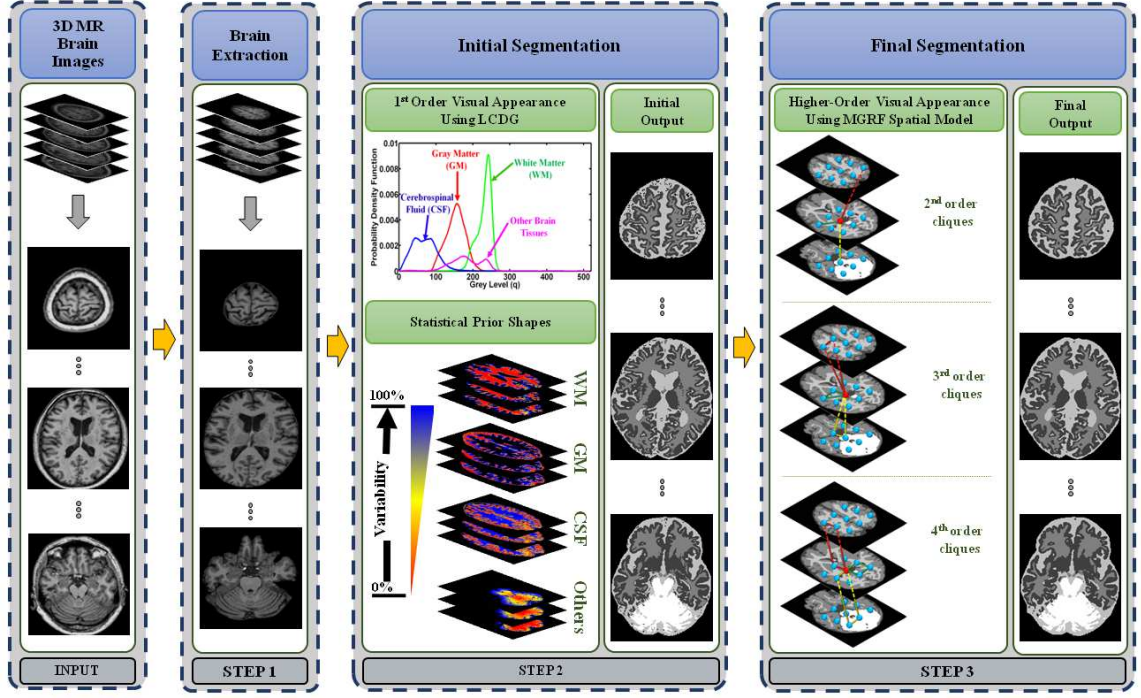 3D MR
Brain
Images
INPUT
Brain
Extraction
STEP 1
Initial Segmentation
1st Order Visual Appearance
Using LCDG
Probability Density Function
0.01
0.008
0.006
0.004
0.002
0
Gray Matter
(GM)
White Matter
(WM)
Cerebrospinal
Fluid (CSF)
Other Brain
Tissues
0
100
200
300
400
500
Grey Level (q)
Statistical Prior Shapes
100%
Variability
0%
WM
GM
CSF
Others
Initial
Output
STEP 2
Final Segmentation
Higher-Order Visual Appearance
Using MGRF Spatial Model
2nd order
cliques
3rd order
cliques
4th order
cliques
Final
Output
STEP 3